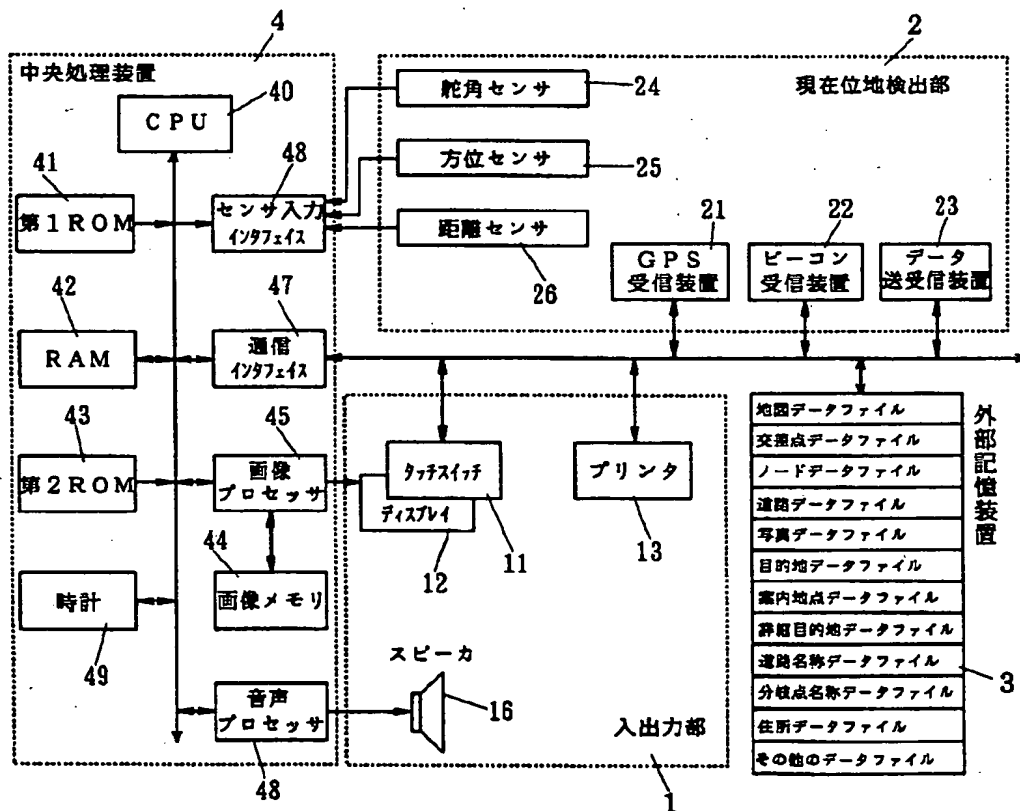 4
中央処理装置
40
CPU
41
第1ROM
48
センサ入力
インタフェイス
42
RAM
47
通信
インタフェイス
43
第2ROM
45
画像
プロセッサ
44
画像メモリ
時計
49
音声
プロセッサ
48
2
現在位地検出部
舵角センサ
24
方位センサ
25
距離センサ
26
21
GPS
受信装置
22
ビーコン
受信装置
23
データ
送受信装置
タッチスイッチ
ディスプレイ
12
11
プリンタ
13
スピーカ
16
入出力部
1
外部記憶装置
地図データファイル
交差点データファイル
ノードデータファイル
道路データファイル
写真データファイル
目的地データファイル
案内地点データファイル
詳細目的地データファイル
道路名称データファイル
分岐点名称データファイル
住所データファイル
その他のデータファイル
3